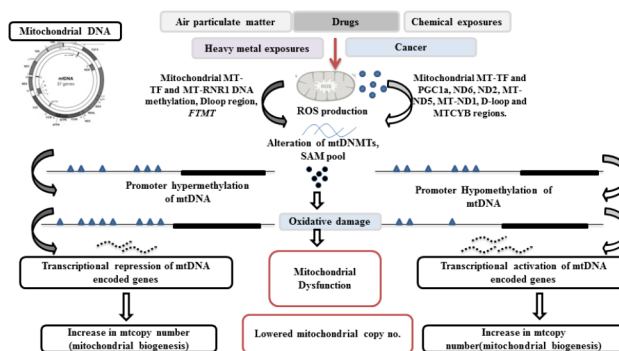 Mitochondrial DNA
mtDNA
37 genes
Air particulate matter
Drugs
Chemical exposures
Heavy metal exposures
Cancer
Mitochondrial MT-
TF and MT-RNR1 DNA
methylation, Dloop region,
FTMT
ROS
ROS production
Mitochondrial MT-TF and
PGC1a, ND6, ND2, MT-
ND5, MT-ND1, D-loop and
MTCYB regions.
Alteration of mtDNMTs,
SAM pool
Promoter hypermethylation
of mtDNA
Promoter Hypomethylation of
mtDNA
Oxidative damage
Transcriptional repression of mtDNA
encoded genes
Mitochondrial
Dysfunction
Transcriptional activation of mtDNA
encoded genes
Increase in mtcopy number
(mitochondrial biogenesis)
Lowered mitochondrial copy no.
Increase in mtcopy
number(mitochondrial biogenesis)